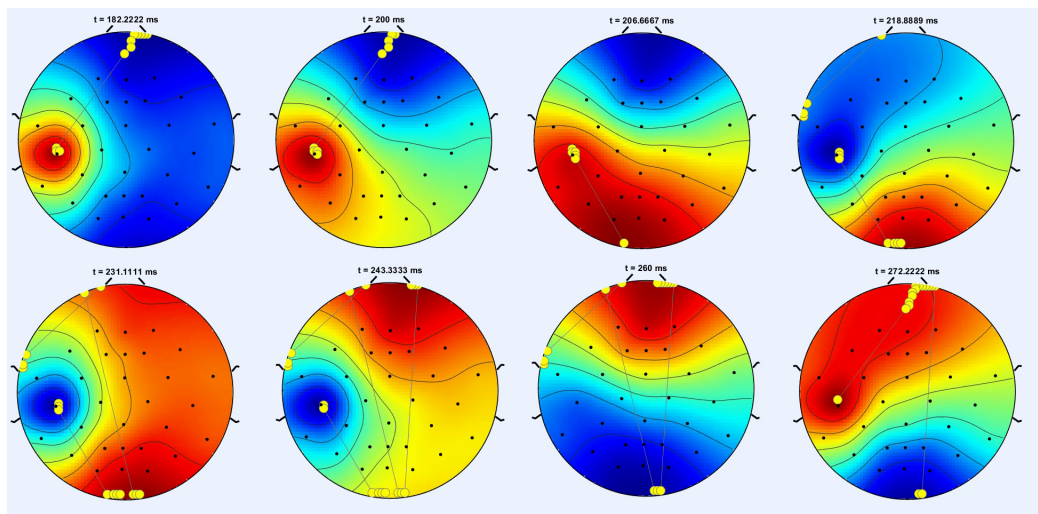 t = 182.2222 ms
t = 200 ms
t = 206.6667 ms
t = 218.8889 ms
t = 231.1111 ms
t = 243.3333 ms
t = 260 ms
t = 272.2222 ms